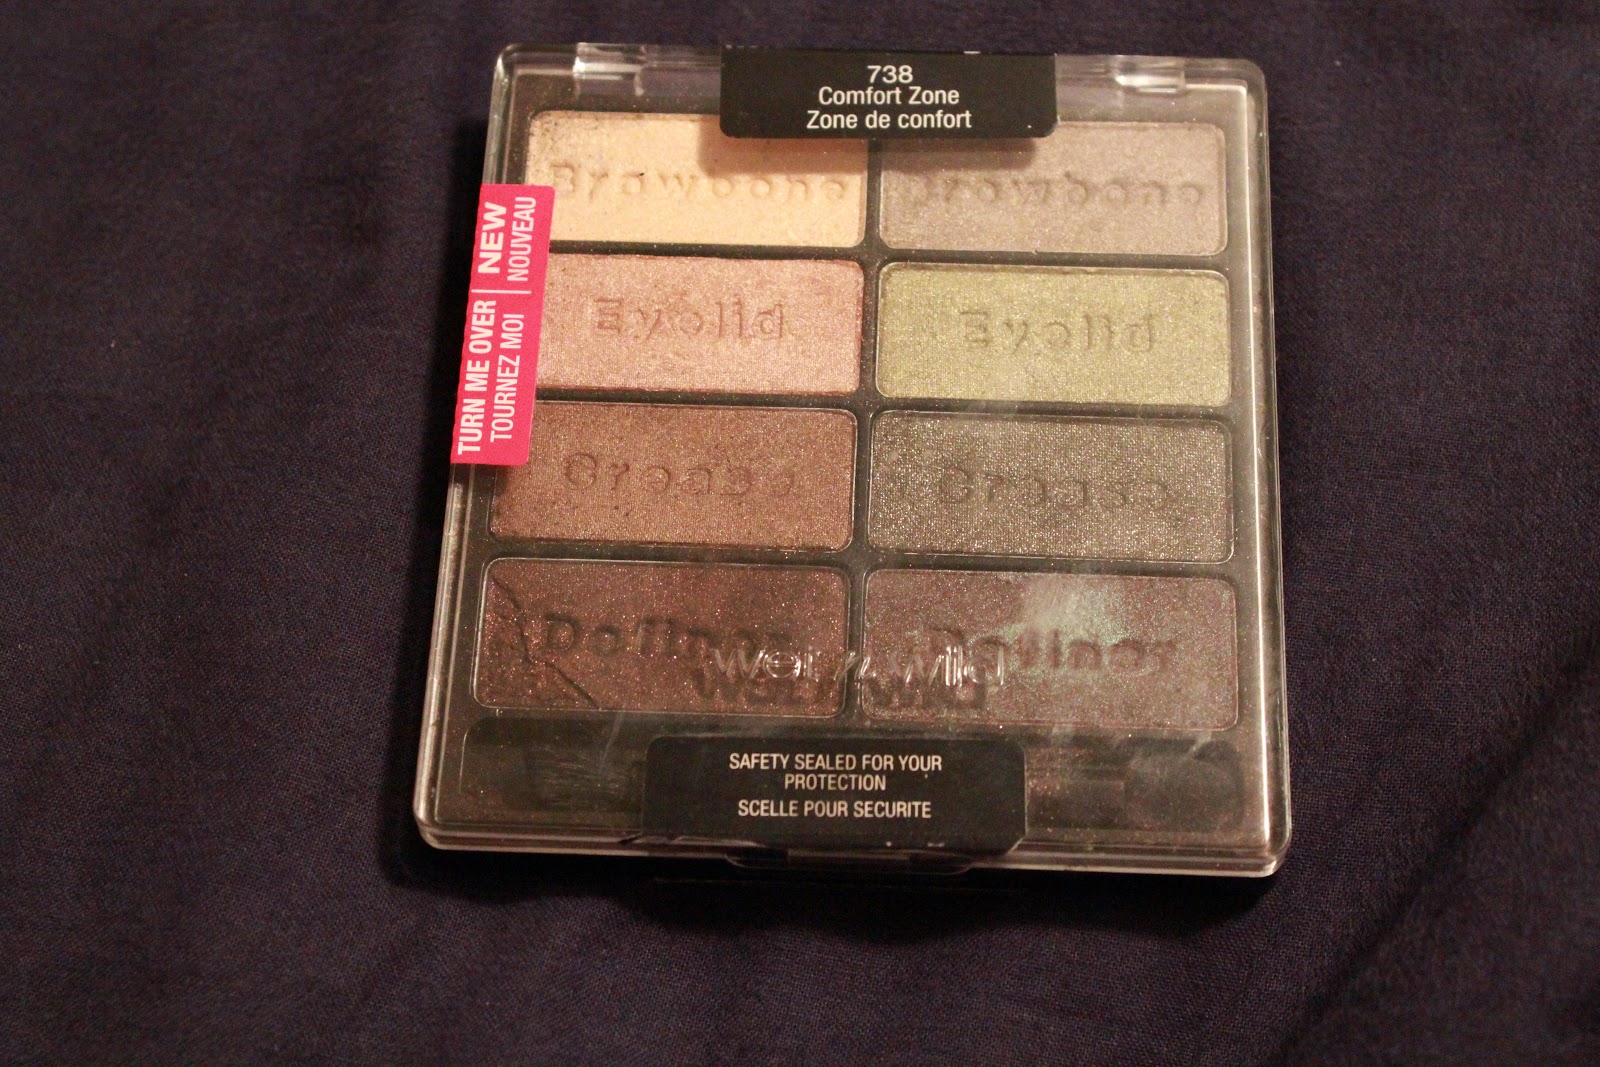 738
Comfort Zone
Zone de confort
Browbone
Browbone
TURN ME OVER | NEW
TOURNEZ MOI | NOUVEAU
Eyelid
Eyelid
Crease
Crease
Definer
Definer
wet n wild
SAFETY SEALED FOR YOUR
PROTECTION
SCELLE POUR SECURITE